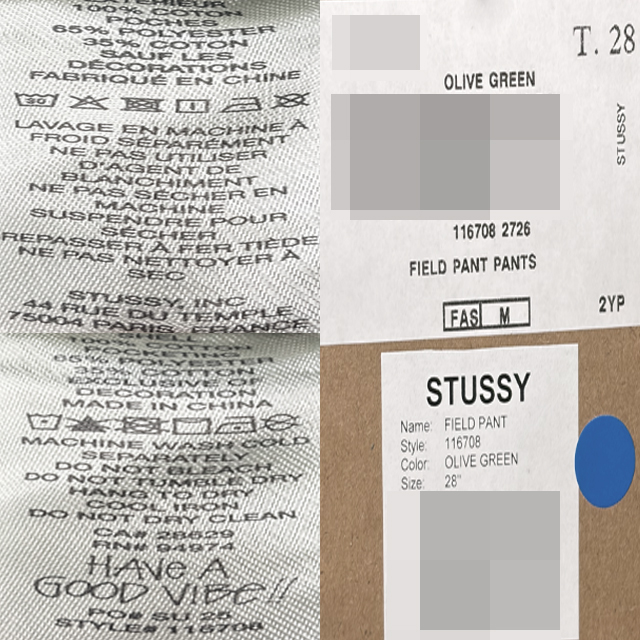 100% COTON
POCHES
65% POLYESTER
35% COTON
SAUF LES
DÉCORATIONS
FABRIQUÉ EN CHINE
LAVAGE EN MACHINE À
FROID SÉPARÉMENT
NE PAS UTILISER
D'AGENT DE
BLANCHIMENT
NE PAS SÉCHER EN
MACHINE
SUSPENDRE POUR
SÉCHER
REPASSER À FER TIÈDE
NE PAS NETTOYER À
SEC
STUSSY, INC
44 RUE DU TEMPLE
75004 PARIS, FRANCE
T. 28
OLIVE GREEN
STUSSY
116708 2726
FIELD PANT PANTS
FAS M
2YP
SHELL
POCKETING
65% POLYESTER
35% COTTON
EXCLUSIVE OF
DECORATION
MADE IN CHINA
MACHINE WASH COLD
SEPARATELY
DO NOT BLEACH
DO NOT TUMBLE DRY
HANG TO DRY
COOL IRON
DO NOT DRY CLEAN
CA# 28629
RN# 94974
HAVE A
GOOD VIBE!!
PO# SU 25
STYLE# 116708
STUSSY
Name: FIELD PANT
Style: 116708
Color: OLIVE GREEN
Size: 28"